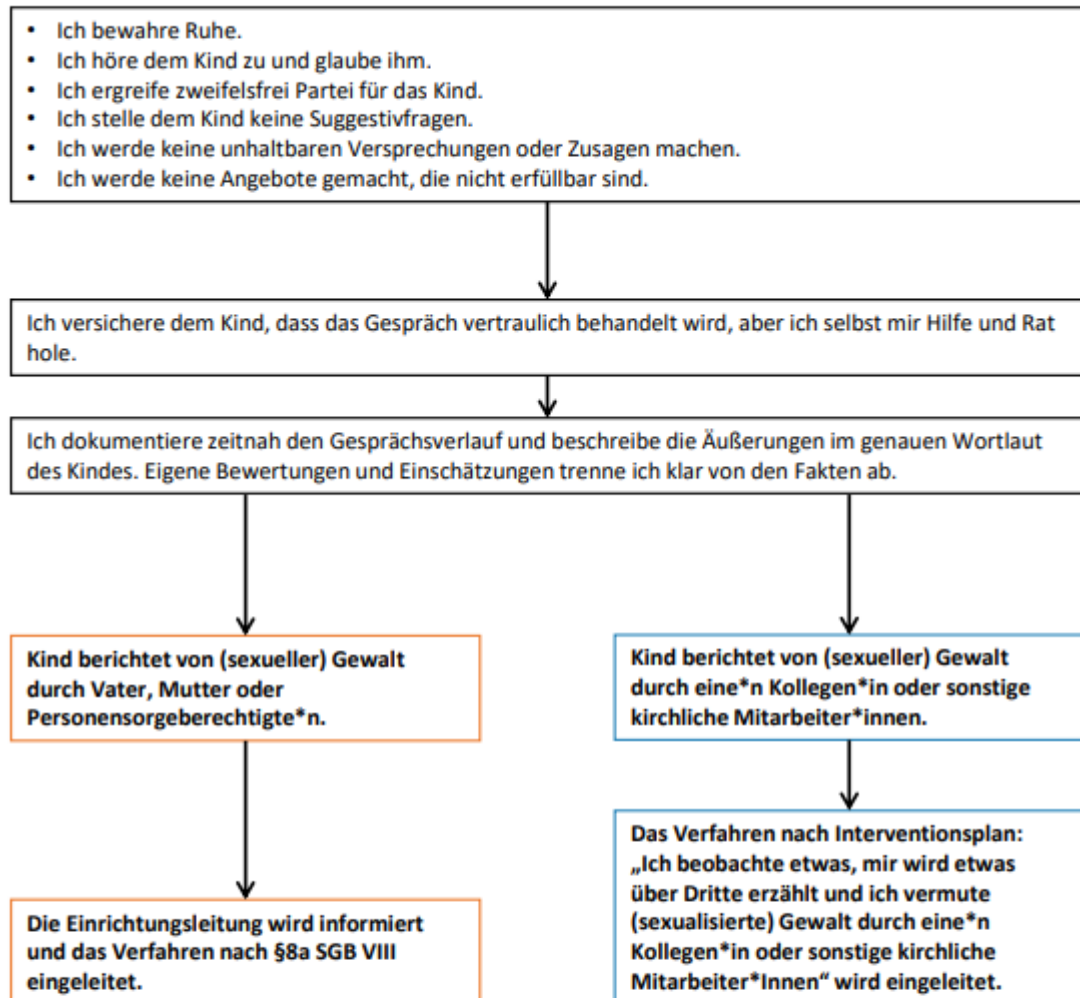 • Ich bewahre Ruhe.
• Ich höre dem Kind zu und glaube ihm.
• Ich ergreife zweifelsfrei Partei für das Kind.
• Ich stelle dem Kind keine Suggestivfragen.
• Ich werde keine unhaltbaren Versprechungen oder Zusagen machen.
• Ich werde keine Angebote gemacht, die nicht erfüllbar sind.
Ich versichere dem Kind, dass das Gespräch vertraulich behandelt wird, aber ich selbst mir Hilfe und Rat
hole.
Ich dokumentiere zeitnah den Gesprächsverlauf und beschreibe die Äußerungen im genauen Wortlaut
des Kindes. Eigene Bewertungen und Einschätzungen trenne ich klar von den Fakten ab.
Kind berichtet von (sexueller) Gewalt
durch Vater, Mutter oder
Personensorgeberechtigte*n.
Die Einrichtungsleitung wird informiert
und das Verfahren nach §8a SGB VIII
eingeleitet.
Kind berichtet von (sexueller) Gewalt
durch eine*n Kollegen*in oder sonstige
kirchliche Mitarbeiter*innen.
Das Verfahren nach Interventionsplan:
„Ich beobachte etwas, mir wird etwas
über Dritte erzählt und ich vermute
(sexualisierte) Gewalt durch eine*n
Kollegen*in oder sonstige kirchliche
Mitarbeiter*Innen“ wird eingeleitet.